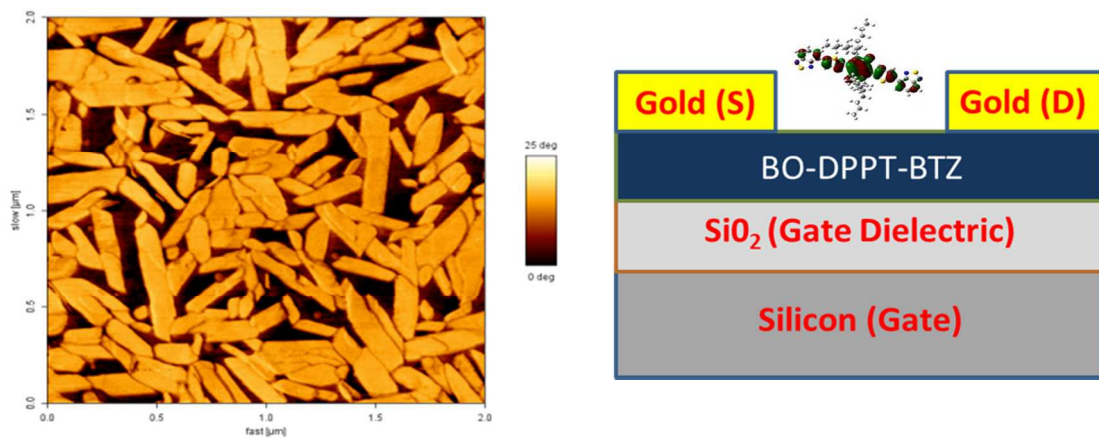 2.0
1.5
1.0
0.5
0.0
slow [µm]
0.0
0.5
1.0
1.5
2.0
fast [µm]
25 deg
0 deg
Gold (S)
Gold (D)
BO-DPPT-BTZ
Si0₂ (Gate Dielectric)
Silicon (Gate)